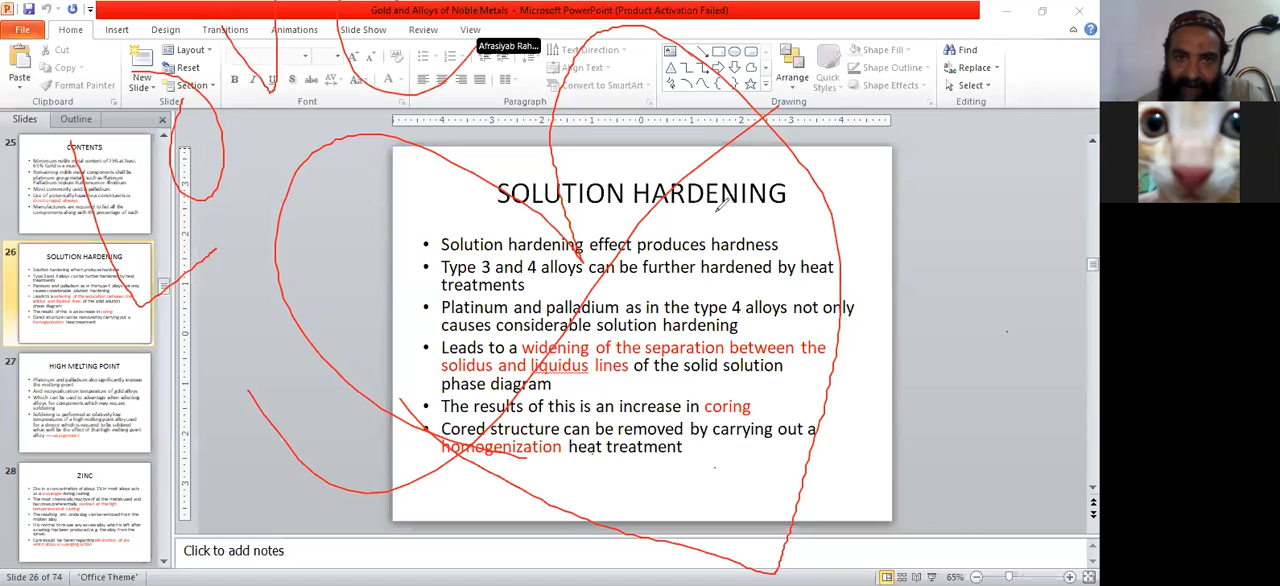 Gold and Alloys of Noble Metals - Microsoft PowerPoint (Product Activation Failed)
File Home Insert Design Transitions Animations Slide Show Review View
Afrasiyab Rah...
Paste
Cut
Copy
Format Painter
Clipboard
New Slide
Layout
Reset
Section
Slides
Font
Text Direction
Align Text
Convert to SmartArt
Paragraph
Arrange
Quick Styles
Shape Fill
Shape Outline
Shape Effects
Drawing
Find
Replace
Select
Editing
Slides Outline
25
CONTENTS
26
SOLUTION HARDENING
27
HIGH MELTING POINT
28
ZINC
SOLUTION HARDENING
• Solution hardening effect produces hardness
• Type 3 and 4 alloys can be further hardened by heat
treatments
• Platinum and palladium as in the type 4 alloys not only
causes considerable solution hardening
• Leads to a widening of the separation between the
solidus and liquidus lines of the solid solution
phase diagram
• The results of this is an increase in coring
• Cored structure can be removed by carrying out a
homogenization heat treatment
Click to add notes
Slide 26 of 74 "Office Theme" 65%